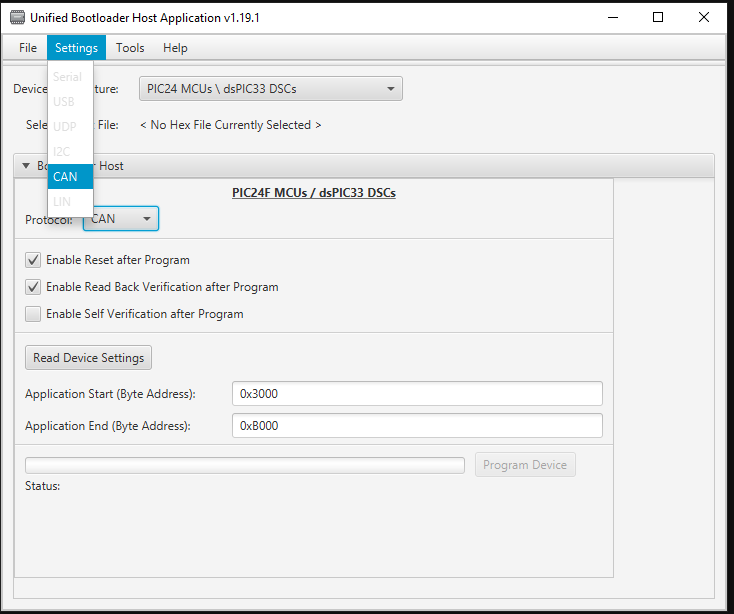 Unified Bootloader Host Application v1.19.1
File Settings Tools Help
Serial
USB
UDP
I2C
CAN
LIN
Device ture: PIC24 MCUs \ dsPIC33 DSCs
Sele File: < No Hex File Currently Selected >
Bo Host
PIC24F MCUs / dsPIC33 DSCs
Protocol: CAN
Enable Reset after Program
Enable Read Back Verification after Program
Enable Self Verification after Program
Read Device Settings
Application Start (Byte Address): 0x3000
Application End (Byte Address): 0xB000
Program Device
Status: